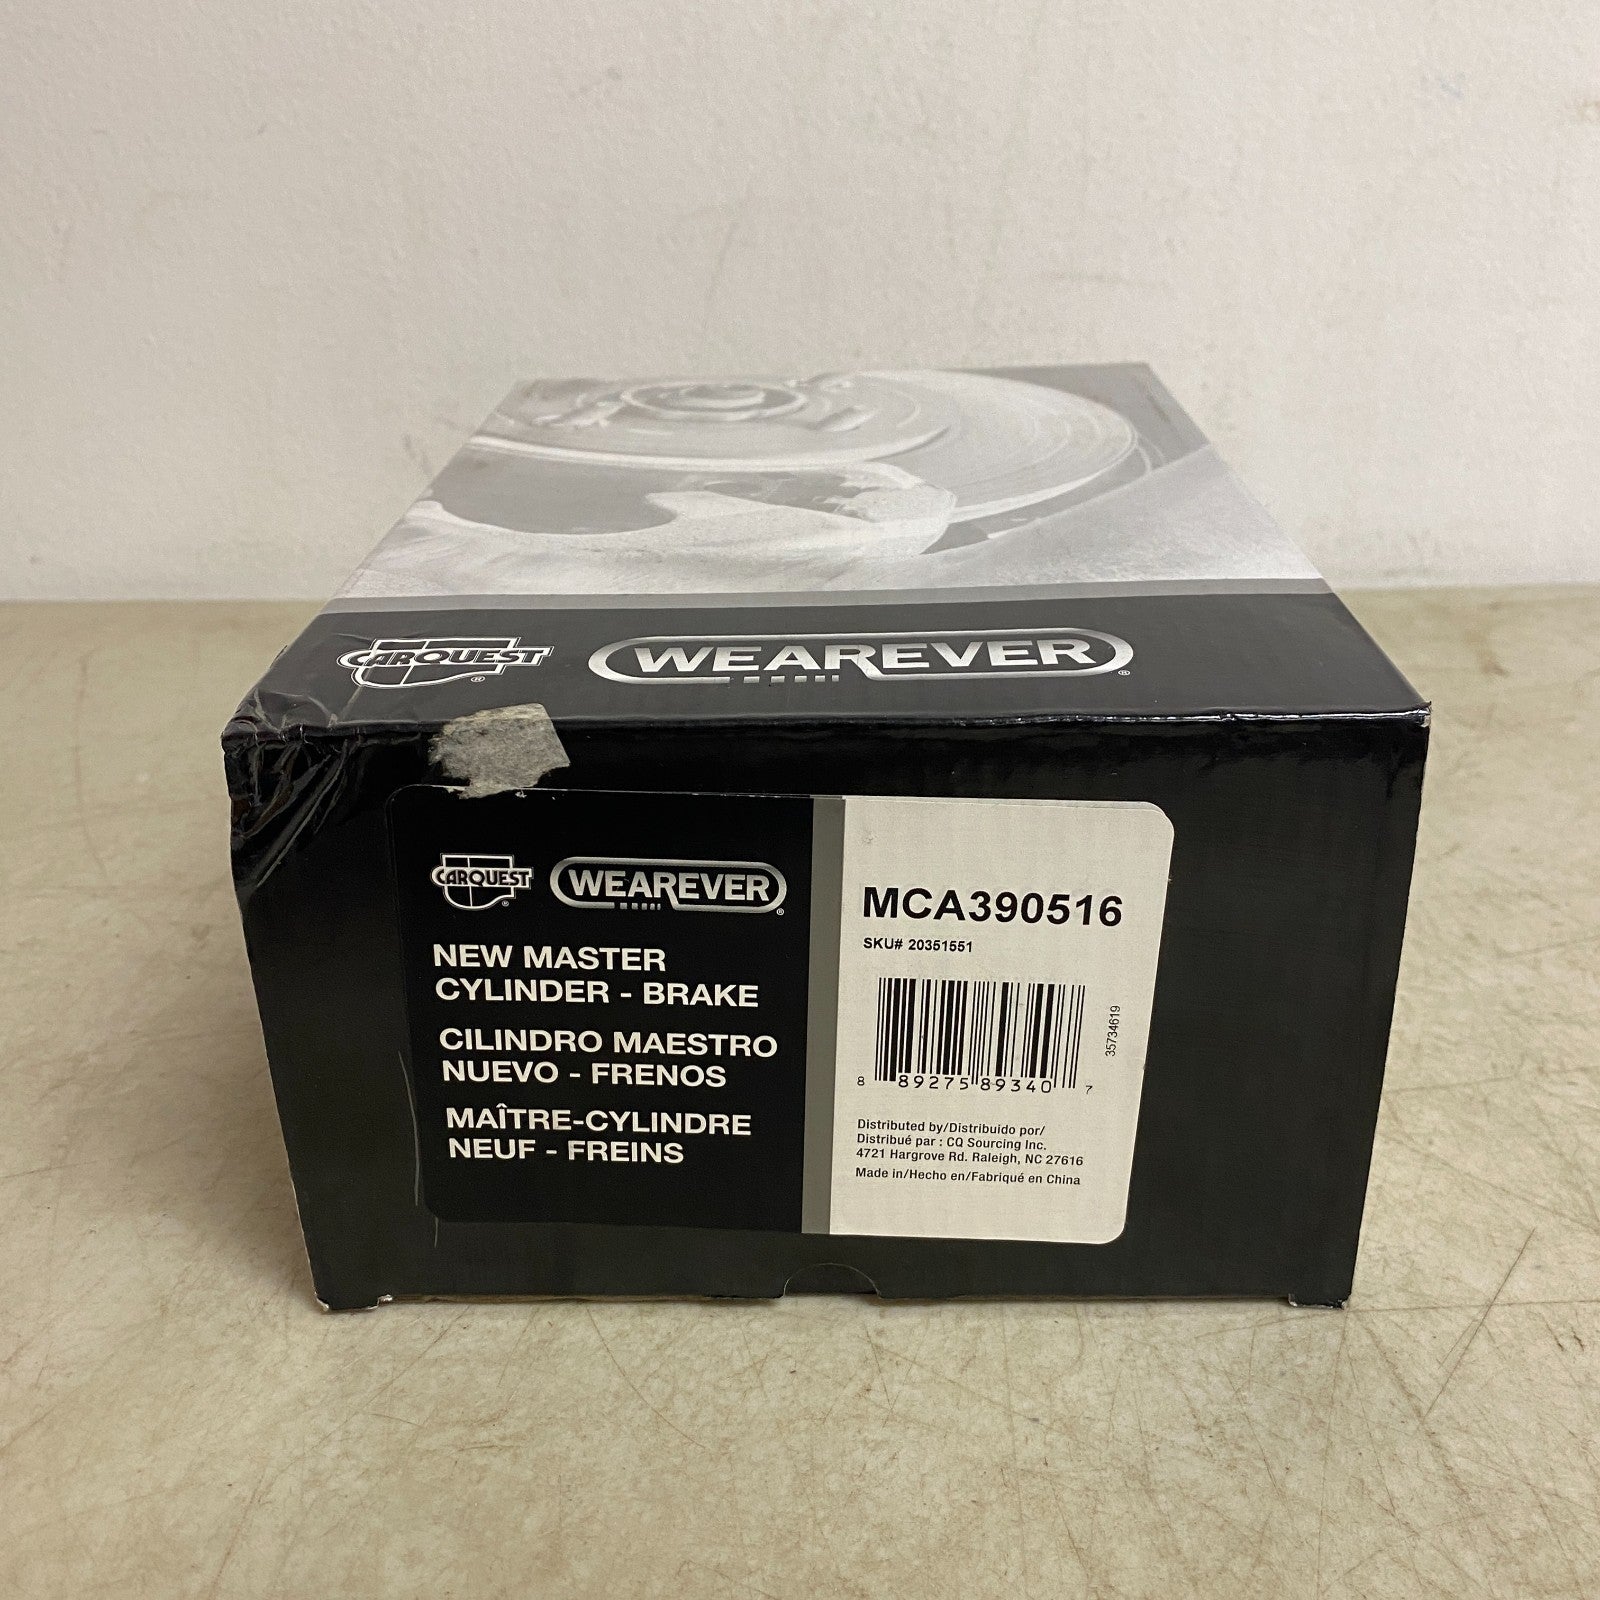 CARQUEST ®
WEAREVER ®
CARQUEST ®
WEAREVER ®
NEW MASTER
CYLINDER - BRAKE
CILINDRO MAESTRO
NUEVO - FRENOS
MAÎTRE-CYLINDRE
NEUF - FREINS
MCA390516
SKU# 20351551
35734619
8 89275 89340 7
Distributed by/Distribuido por/
Distribué par : CQ Sourcing Inc.
4721 Hargrove Rd. Raleigh, NC 27616
Made in/Hecho en/Fabriqué en China